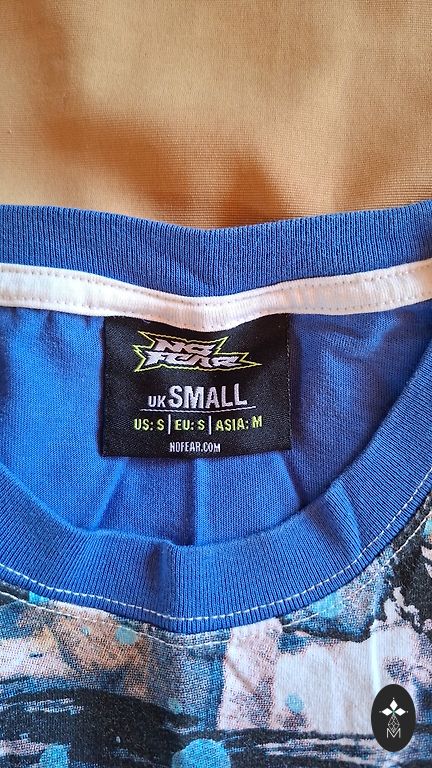 NO
FEAR
UK SMALL
US: S | EU: S | ASIA: M
NOFEAR.COM